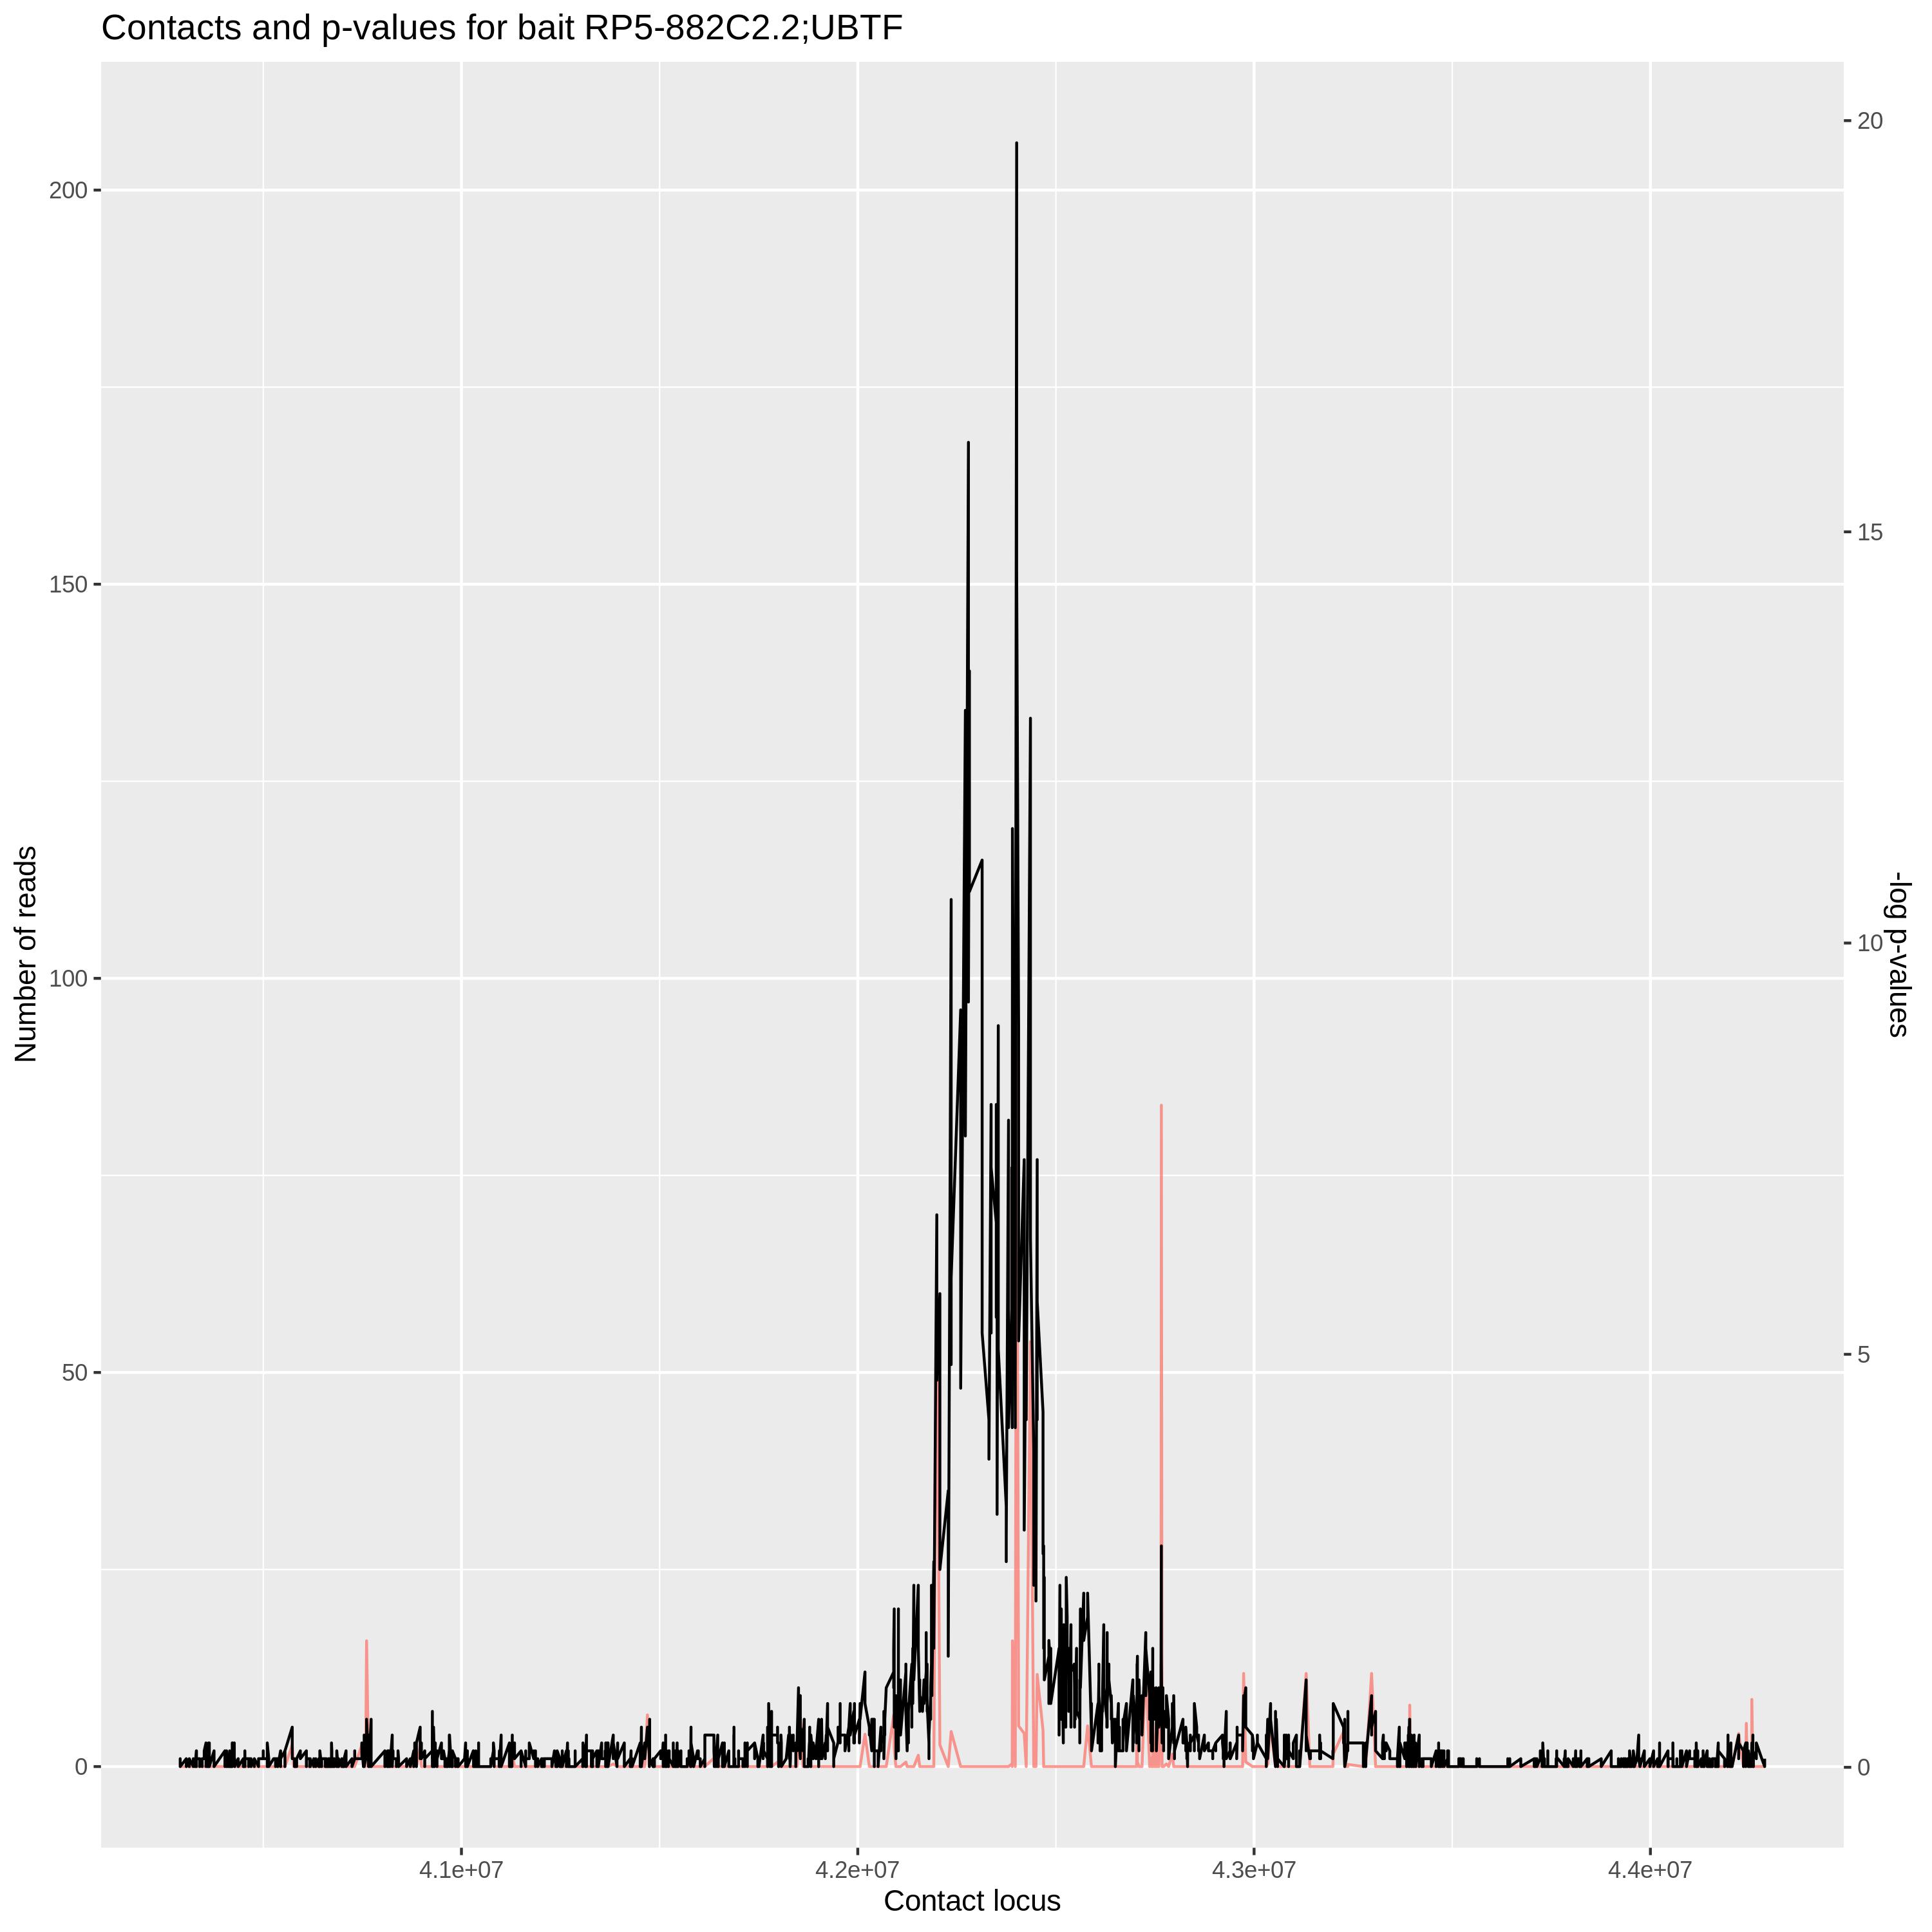 Contacts and p-values for bait RP5-882C2.2;UBTF
200
150
100
50
0
Number of reads
20
15
10
5
0
-log p-values
4.1e+07
4.2e+07
4.3e+07
4.4e+07
Contact locus